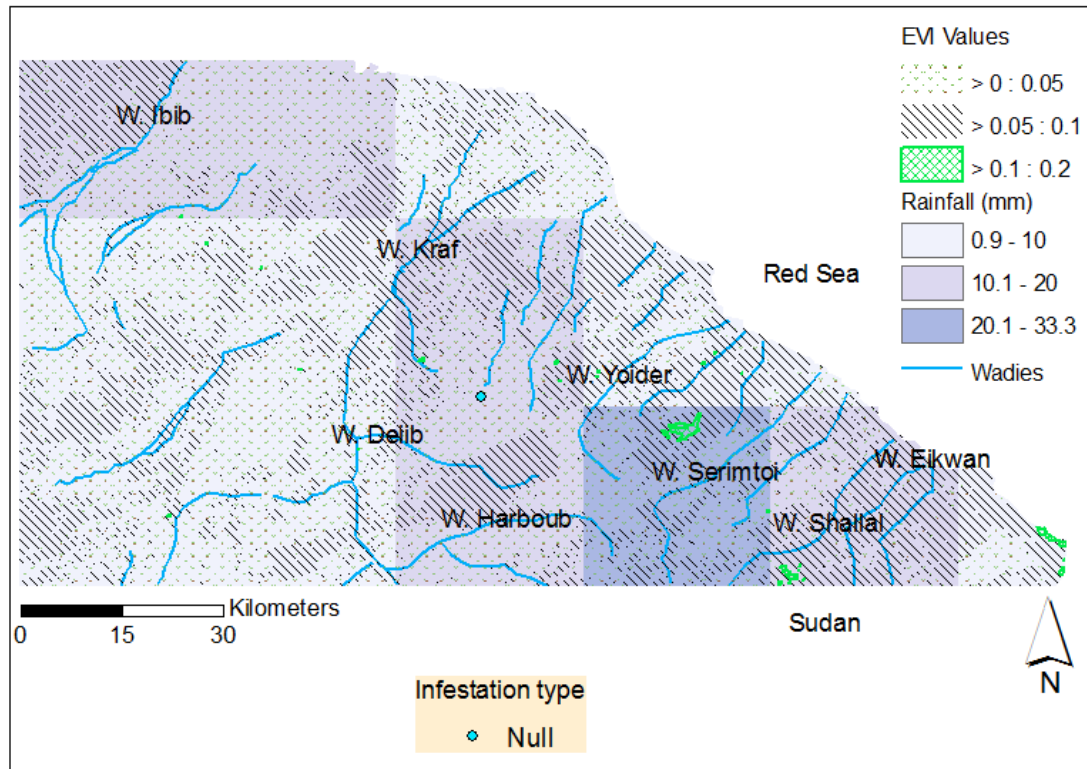 EVI Values
> 0 : 0.05
> 0.05 : 0.1
> 0.1 : 0.2
Rainfall (mm)
0.9 - 10
10.1 - 20
20.1 - 33.3
Wadies
W. Ibib
W. Kraf
Red Sea
W. Yoider
W. Deiib
W. Serimtoi
W. Eikwan
W. Harboub
W. Shallal
Kilometers
0 15 30
Sudan
N
Infestation type
Null